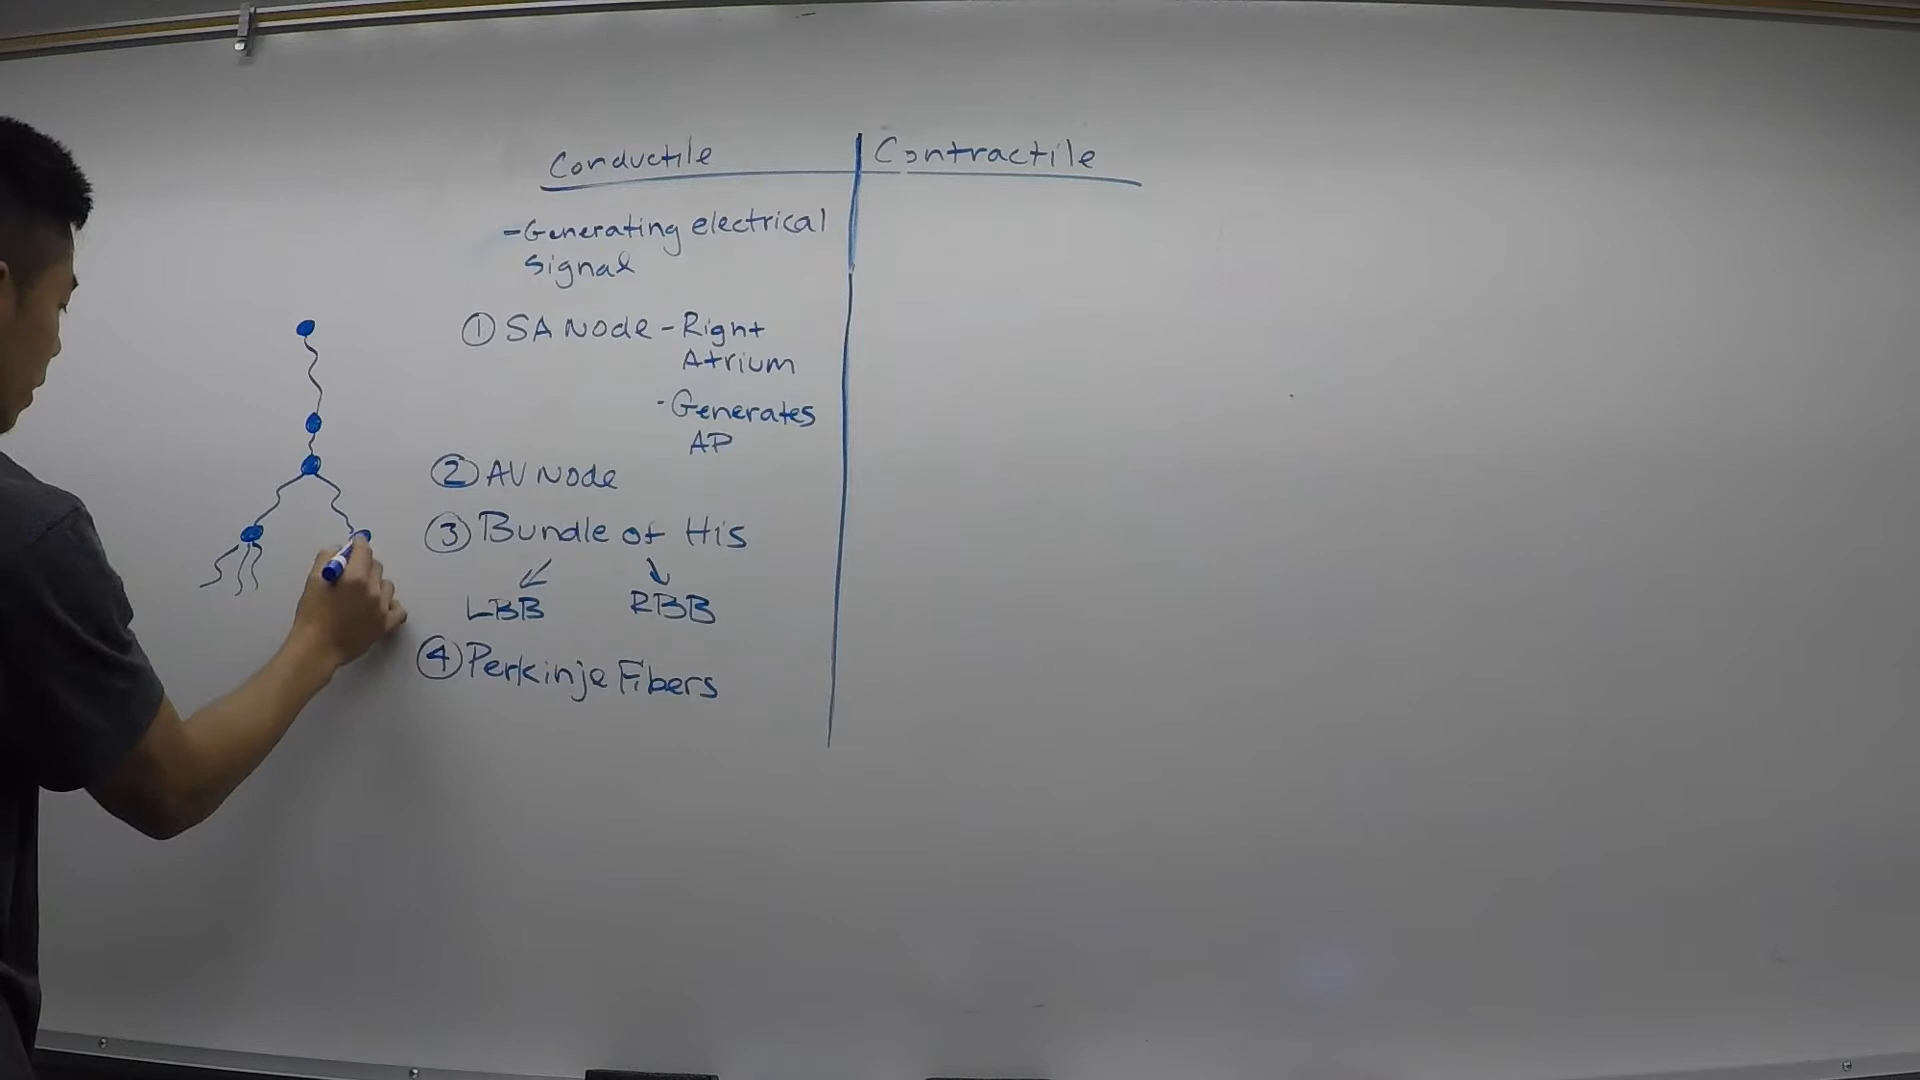 Conductile
Contractile
-Generating electrical
signal
① SA Node - Right
Atrium
- Generates
AP
② AV Node
③ Bundle of His
LBB RBB
④ Perkinje Fibers